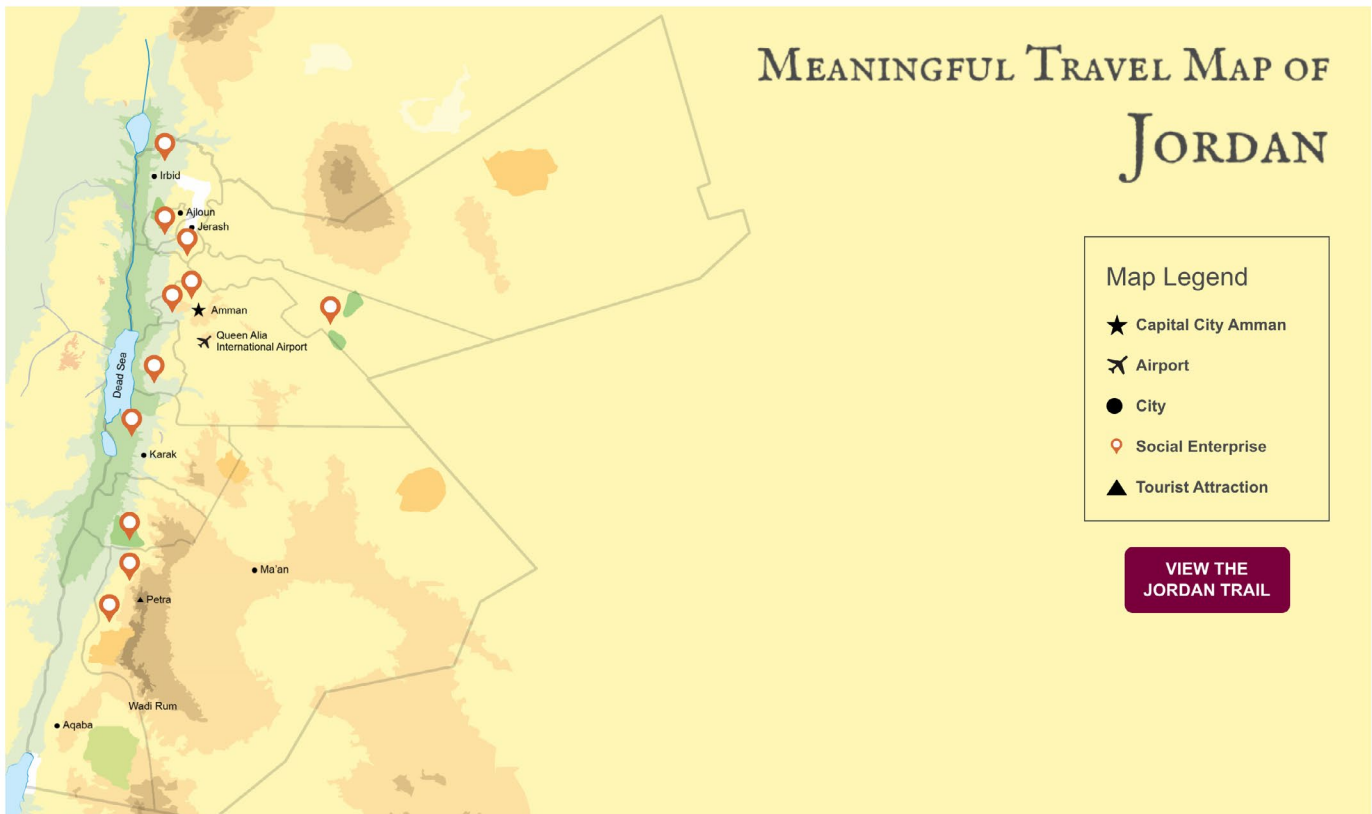 MEANINGFUL TRAVEL MAP OF
JORDAN
Irbid
Ajloun
Jerash
Amman
Queen Alia
International Airport
Dead Sea
Karak
Ma'an
Petra
Wadi Rum
Aqaba
Map Legend
Capital City Amman
Airport
City
Social Enterprise
Tourist Attraction
VIEW THE
JORDAN TRAIL